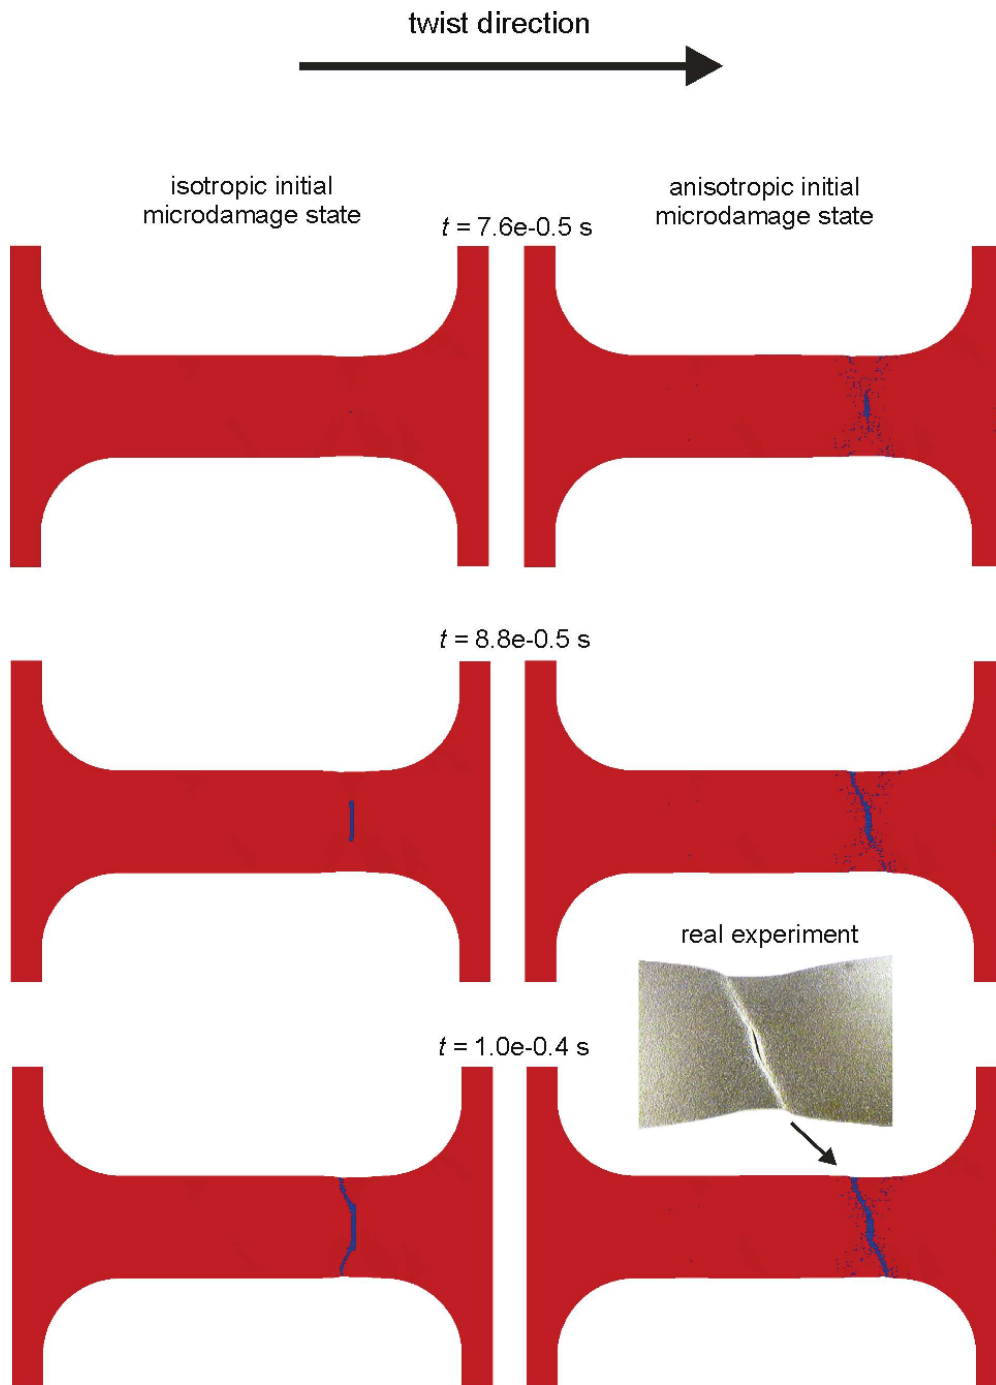 twist direction
isotropic initial
microdamage state
anisotropic initial
microdamage state
t = 7.6e-0.5 s
t = 8.8e-0.5 s
real experiment
t = 1.0e-0.4 s